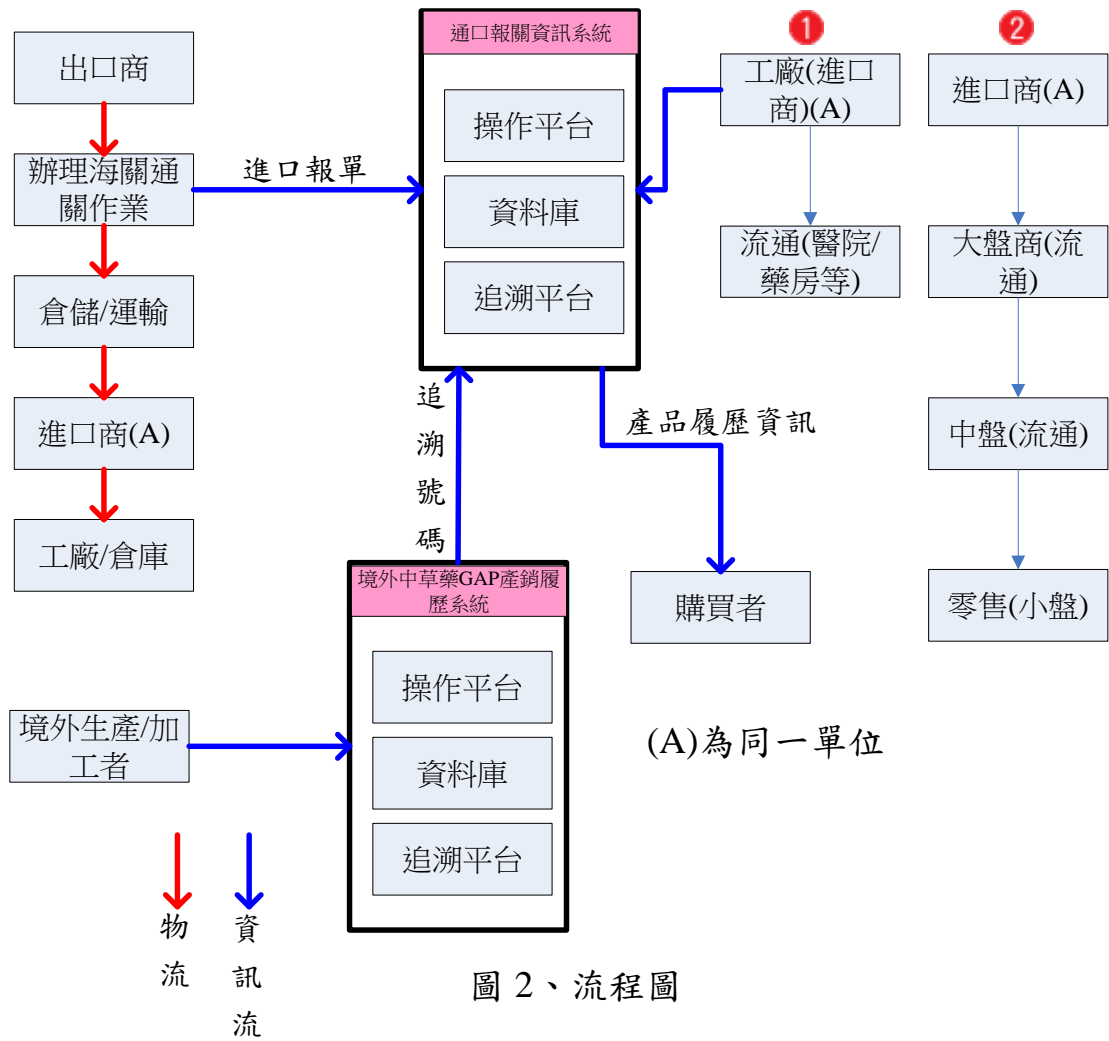 出口商
辦理海關通
關作業
倉儲/運輸
進口商(A)
工廠/倉庫
進口報單
通口報關資訊系統
操作平台
資料庫
追溯平台
1
工廠(進口
商)(A)
流通(醫院/
藥房等)
2
進口商(A)
大盤商(流
通)
中盤(流通)
零售(小盤)
追
溯
號
碼
產品履歷資訊
購買者
境外中草藥GAP產銷履
歷系統
操作平台
資料庫
追溯平台
境外生產/加
工者
(A)為同一單位
物
流
資
訊
流
圖 2、流程圖